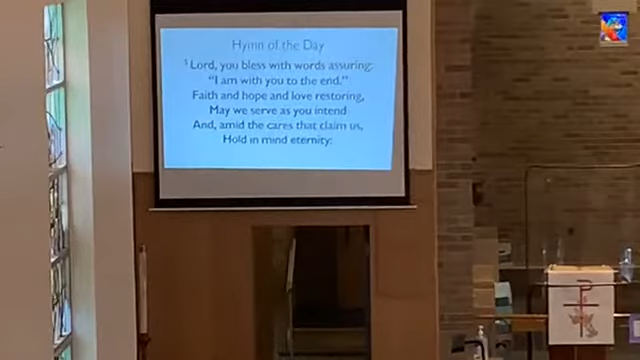 Hymn of the Day
5 Lord, you bless with words assuring:
"I am with you to the end."
Faith and hope and love restoring,
May we serve as you intend
And, amid the cares that claim us,
Hold in mind eternity: